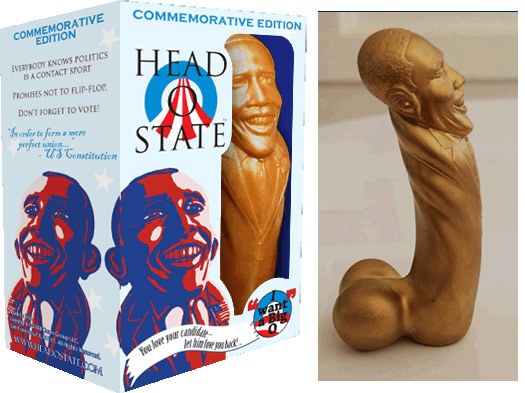 COMMEMORATIVE
EDITION
EVERYBODY KNOWS POLITICS
IS A CONTACT SPORT
PROMISES NOT TO FLIP-FLOP.
DON'T FORGET TO VOTE!
"In order to form a more
perfect union..."
- US Constitution
WWW.HEADOSTATE.COM
COMMEMORATIVE EDITION
HEAD
O
STATE
"I
want
a Big
O"
You love your candidate...
let him love you back!